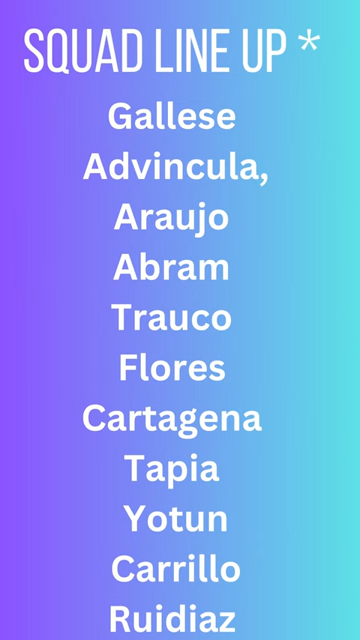 SQUAD LINE UP *
Gallese
Advincula,
Araujo
Abram
Trauco
Flores
Cartagena
Tapia
Yotun
Carrillo
Ruidiaz